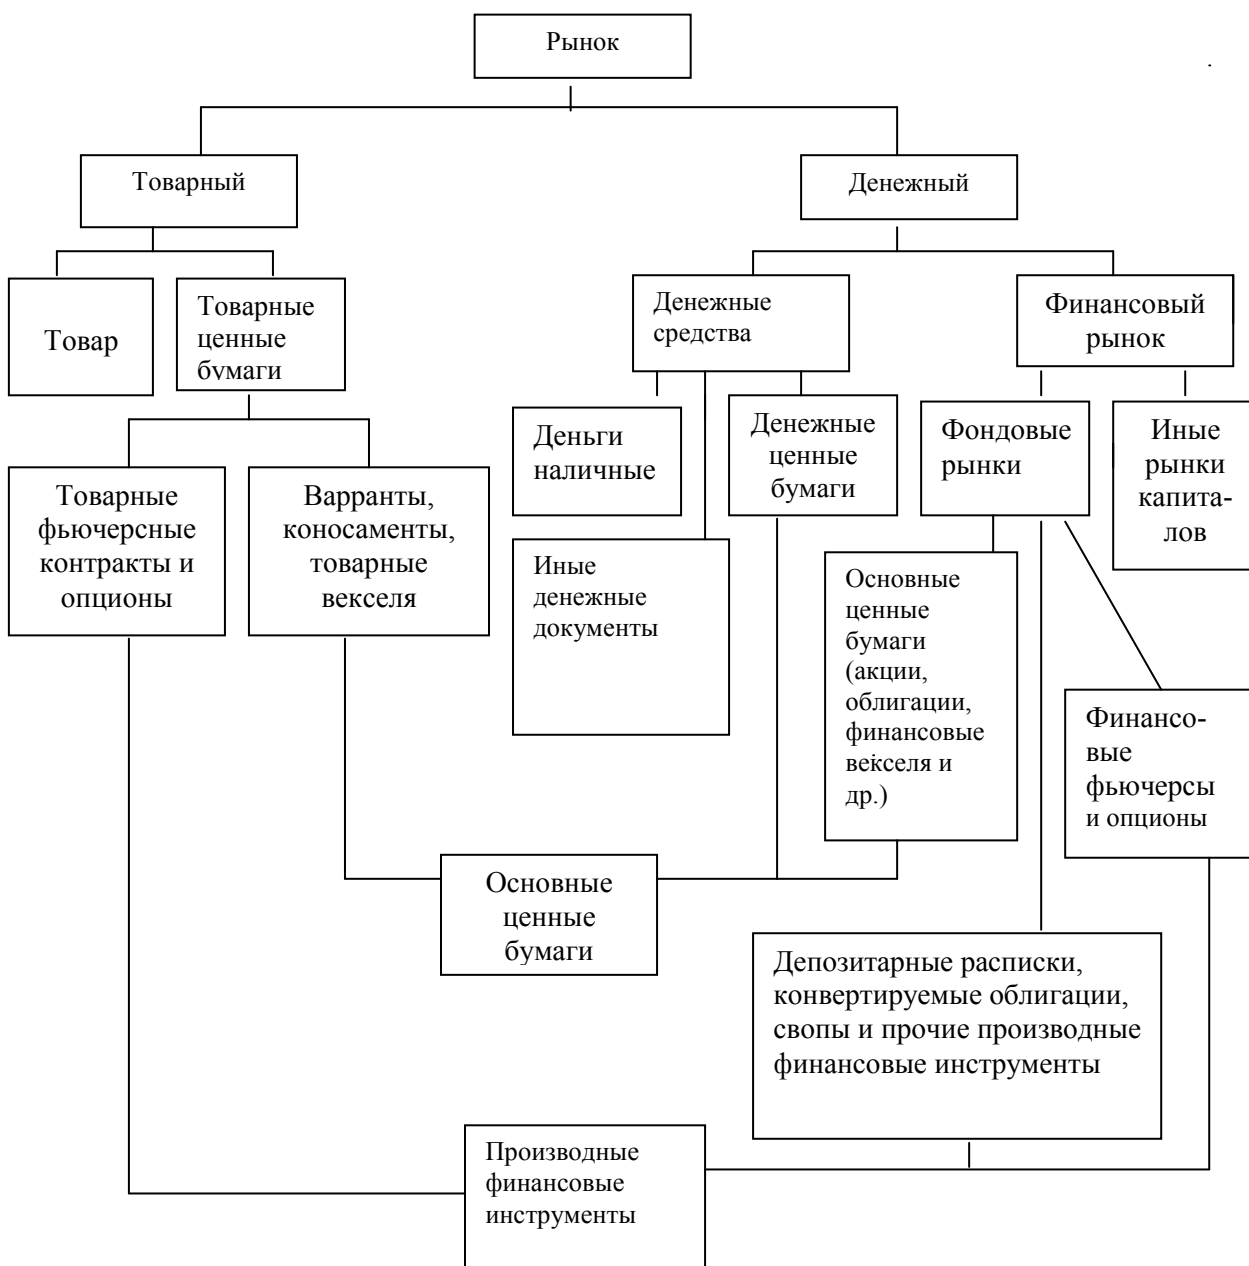 Рынок
Товарный
Денежный
Товар
Товарные
ценные
бумаги
Денежные
средства
Финансовый
рынок
Деньги
наличные
Денежные
ценные
бумаги
Фондовые
рынки
Иные
рынки
капита-
лов
Товарные
фьючерсные
контракты и
опционы
Варранты,
коносаменты,
товарные
векселя
Иные
денежные
документы
Основные
ценные
бумаги
(акции,
облигации,
финансовые
векселя и
др.)
Финансо-
вые
фьючерсы
и опционы
Основные
ценные
бумаги
Депозитарные расписки,
конвертируемые облигации,
свопы и прочие производные
финансовые инструменты
Производные
финансовые
инструменты